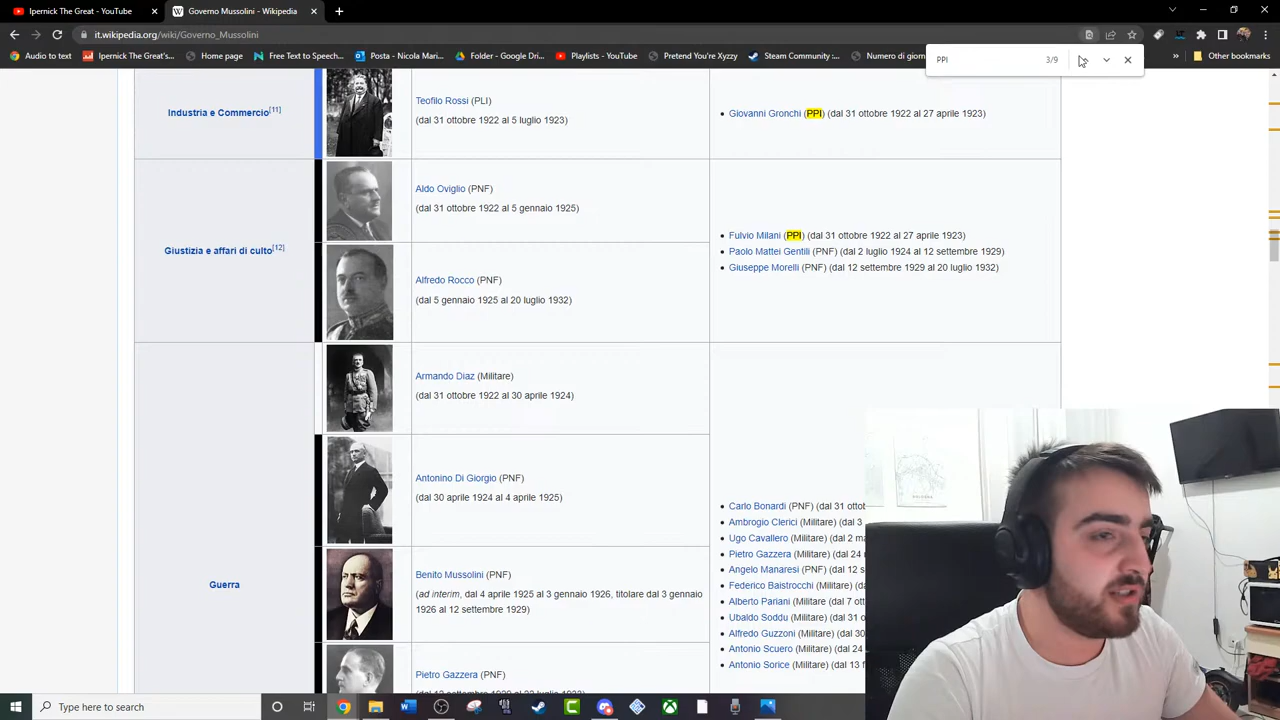 Ipernick The Great - YouTube
Governo Mussolini - Wikipedia
it.wikipedia.org/wiki/Governo_Mussolini
Audio to text
Ipernick The Great's...
Home page
Free Text to Speech...
Posta - Nicola Mari...
Folder - Google Dri...
Playlists - YouTube
Pretend You're Xyzzy
Steam Community:...
Numero di giorn
»
Other bookmarks
PPI
3/9
Industria e Commercio[11]
Teofilo Rossi (PLI)
(dal 31 ottobre 1922 al 5 luglio 1923)
Giovanni Gronchi (PPI) (dal 31 ottobre 1922 al 27 aprile 1923)
Giustizia e affari di culto[12]
Aldo Oviglio (PNF)
(dal 31 ottobre 1922 al 5 gennaio 1925)
Alfredo Rocco (PNF)
(dal 5 gennaio 1925 al 20 luglio 1932)
Fulvio Milani (PPI) (dal 31 ottobre 1922 al 27 aprile 1923)
Paolo Mattei Gentili (PNF) (dal 2 luglio 1924 al 12 settembre 1929)
Giuseppe Morelli (PNF) (dal 12 settembre 1929 al 20 luglio 1932)
Guerra
Armando Diaz (Militare)
(dal 31 ottobre 1922 al 30 aprile 1924)
Antonino Di Giorgio (PNF)
(dal 30 aprile 1924 al 4 aprile 1925)
Benito Mussolini (PNF)
(ad interim, dal 4 aprile 1925 al 3 gennaio 1926, titolare dal 3 gennaio
1926 al 12 settembre 1929)
Pietro Gazzera (PNF)
Carlo Bonardi (PNF) (dal 31 otto
Ambrogio Clerici (Militare) (dal 3
Ugo Cavallero (PNF) (dal 2 ma
Pietro Gazzera (Militare) (dal 24
Angelo Manaresi (PNF) (dal 12 s
Federico Baistrocchi (Militare) (da
Alberto Pariani (Militare (dal 7 ot
Ubaldo Soddu (Militare) (dal 31 o
Alfredo Guzzoni (Militare) (dal 30
Antonio Scuero (Militare) (dal 24
Antonio Sorice (Militare) (dal 13 f
Type here to search